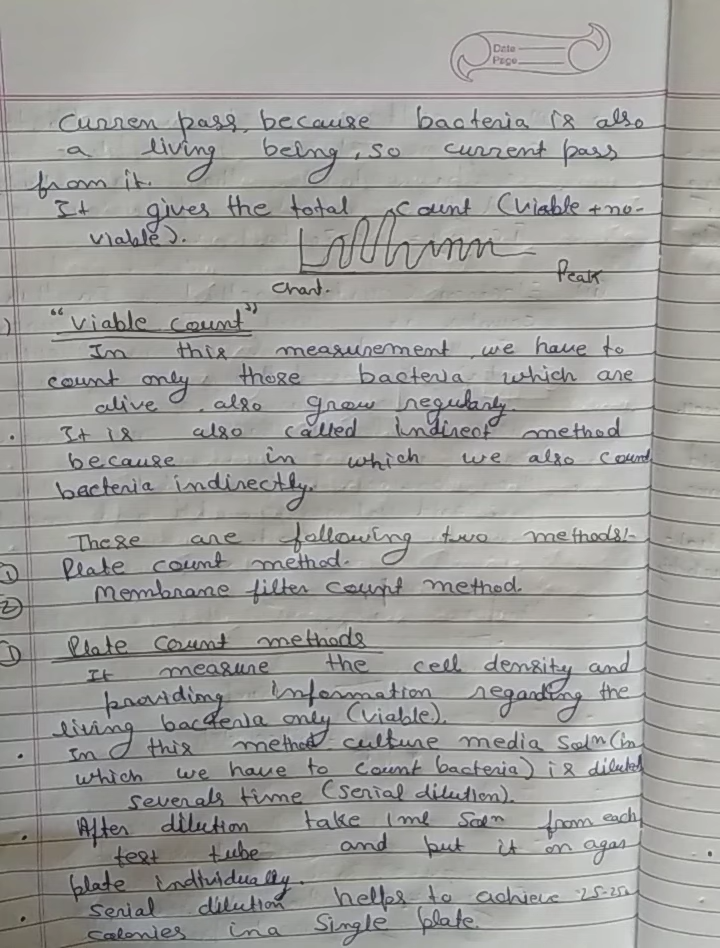 Date
Page
Curren pass, because bacteria is also
a living being, so current pass
from it.
It gives the total count (viable + no-
viable).
Peak
Chart.
"Viable count"
In this measurement we have to
count only those bacteria which are
alive also grow regularly.
It is also called indirect method
because in which we also count
bacteria indirectly.
These are following two methods:-
① Plate count method.
② Membrane filter count method.
① Plate count methods
It measure the cell density and
providing information regarding the
living bacteria only (viable).
• In this method culture media soln (in
which we have to count bacteria) is diluted
severals time (serial dilution).
• After dilution take 1ml soln from each
test tube and put it on agar
plate individually.
• serial dilution helps to achieve 25-250
colonies in a single plate.